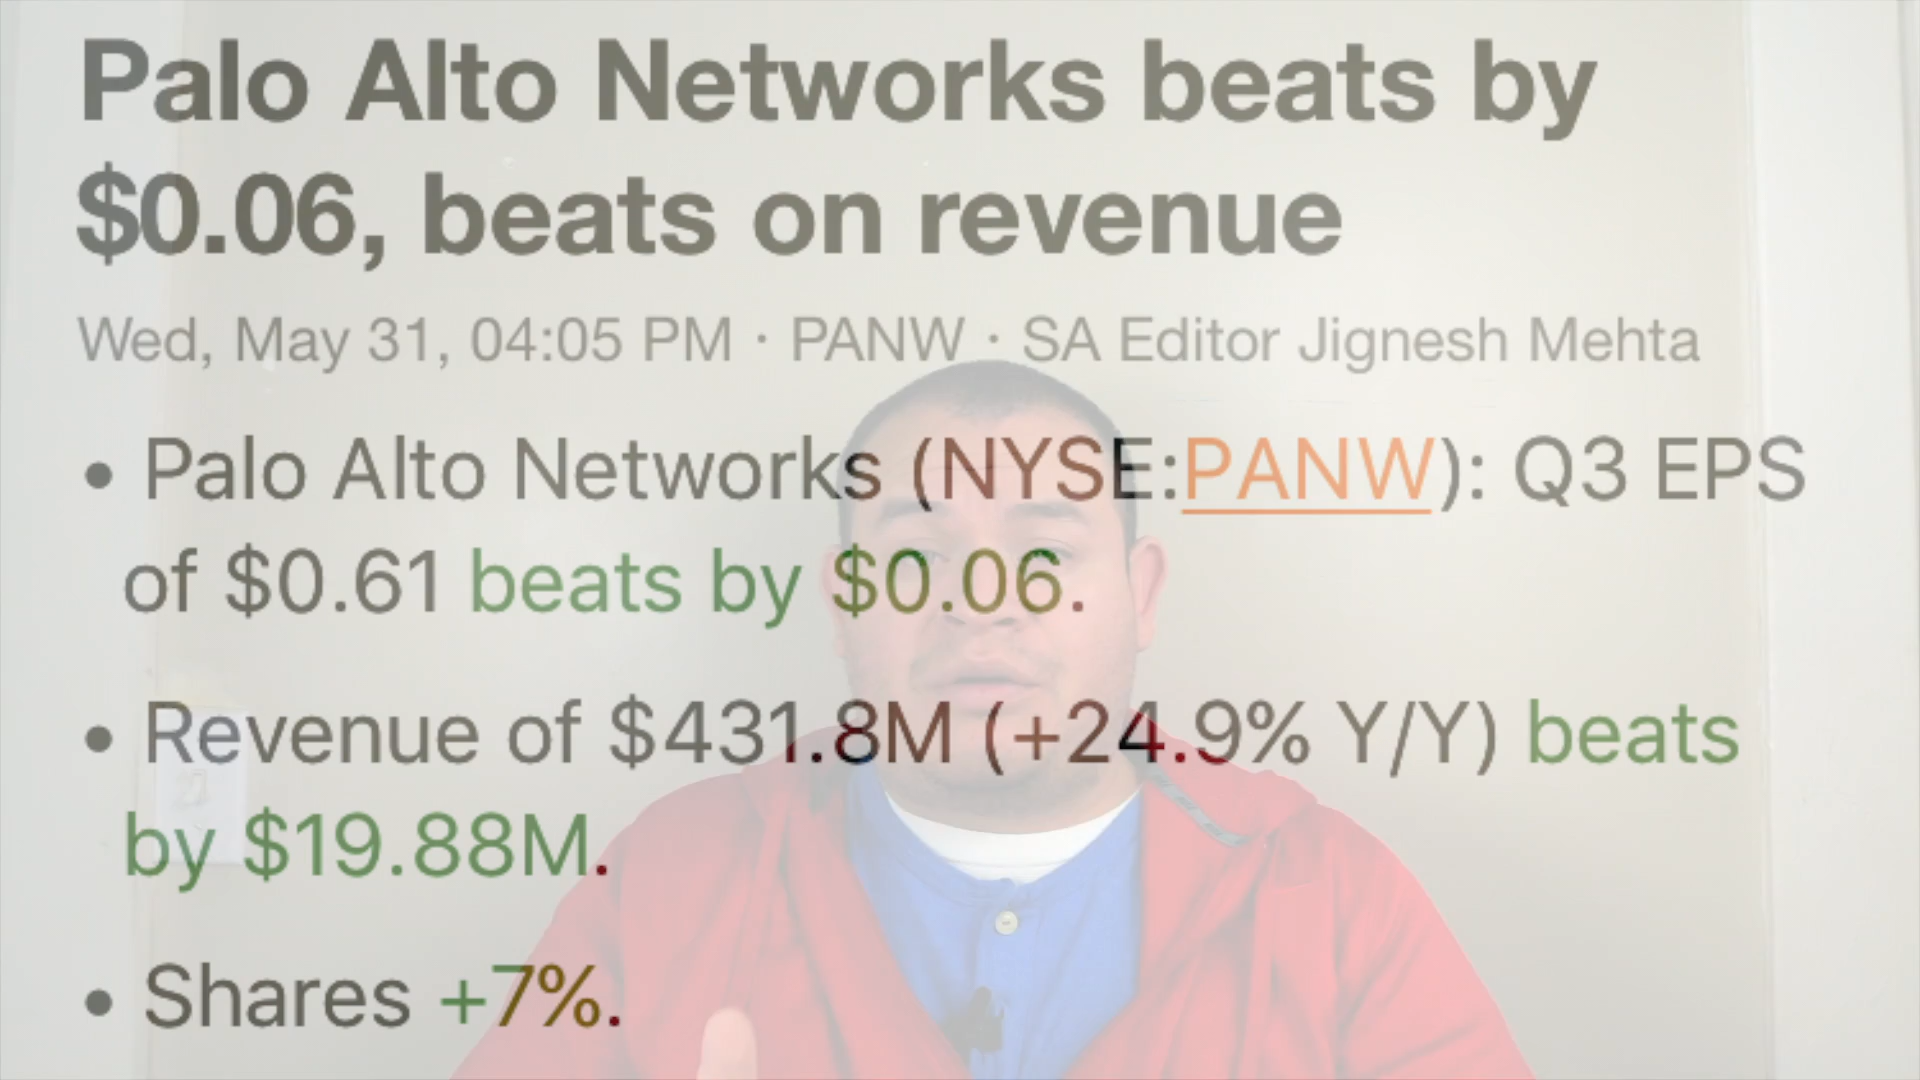 Palo Alto Networks beats by
$0.06, beats on revenue
Wed, May 31, 04:05 PM · PANW · SA Editor Jignesh Mehta
• Palo Alto Networks (NYSE:PANW): Q3 EPS
of $0.61 beats by $0.06.
• Revenue of $431.8M (+24.9% Y/Y) beats
by $19.88M.
• Shares +7%.